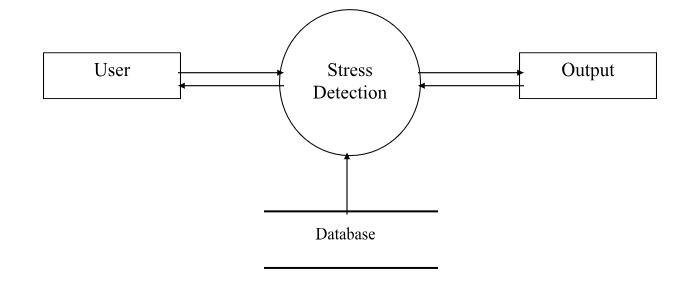 User
Stress
Detection
Output
Database